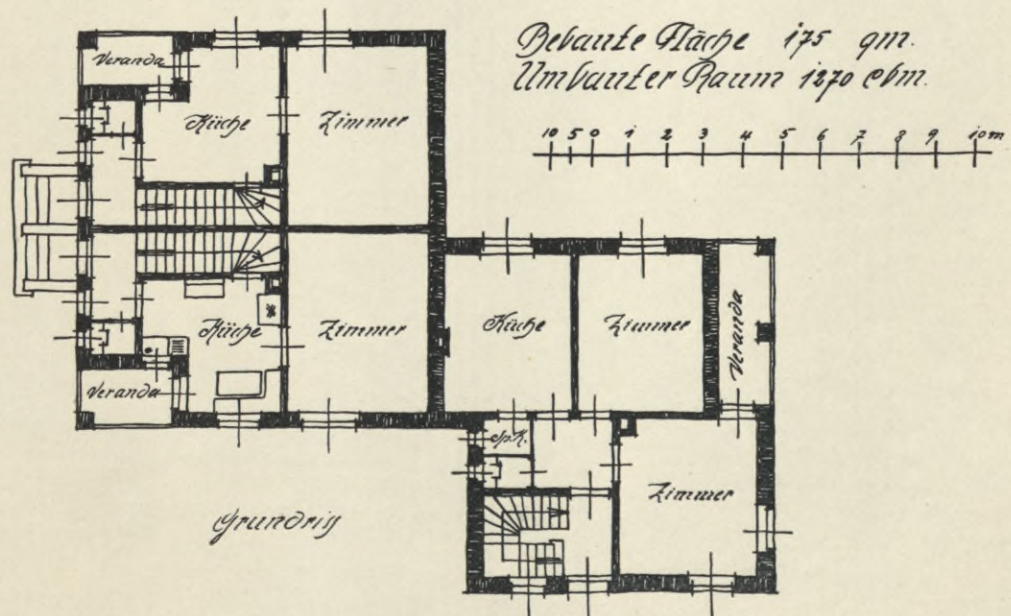 Bebaute Fläche 175 qm.
Umbauter Raum 1270 cbm.
10 5 0 1 2 3 4 5 6 7 8 9 10 m
Veranda
Küche
Zimmer
Küche
Zimmer
Veranda
Küche
Zimmer
Veranda
Sp.K.
Zimmer
Grundriß